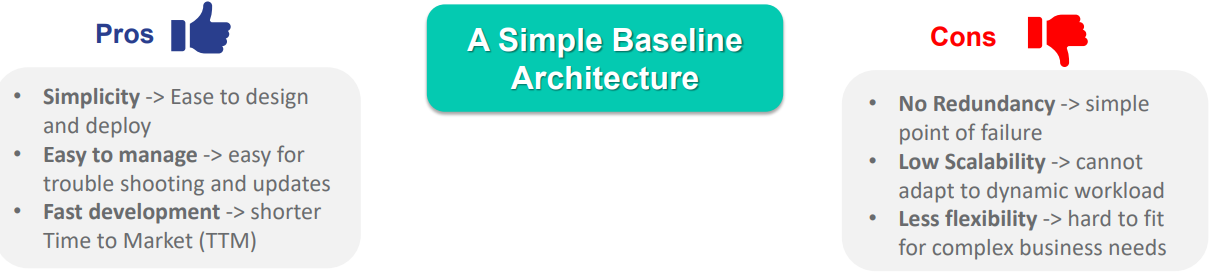 Pros
• Simplicity -> Ease to design
and deploy
• Easy to manage -> easy for
trouble shooting and updates
• Fast development -> shorter
Time to Market (TTM)
A Simple Baseline
Architecture
Cons
• No Redundancy -> simple
point of failure
• Low Scalability -> cannot
adapt to dynamic workload
• Less flexibility -> hard to fit
for complex business needs